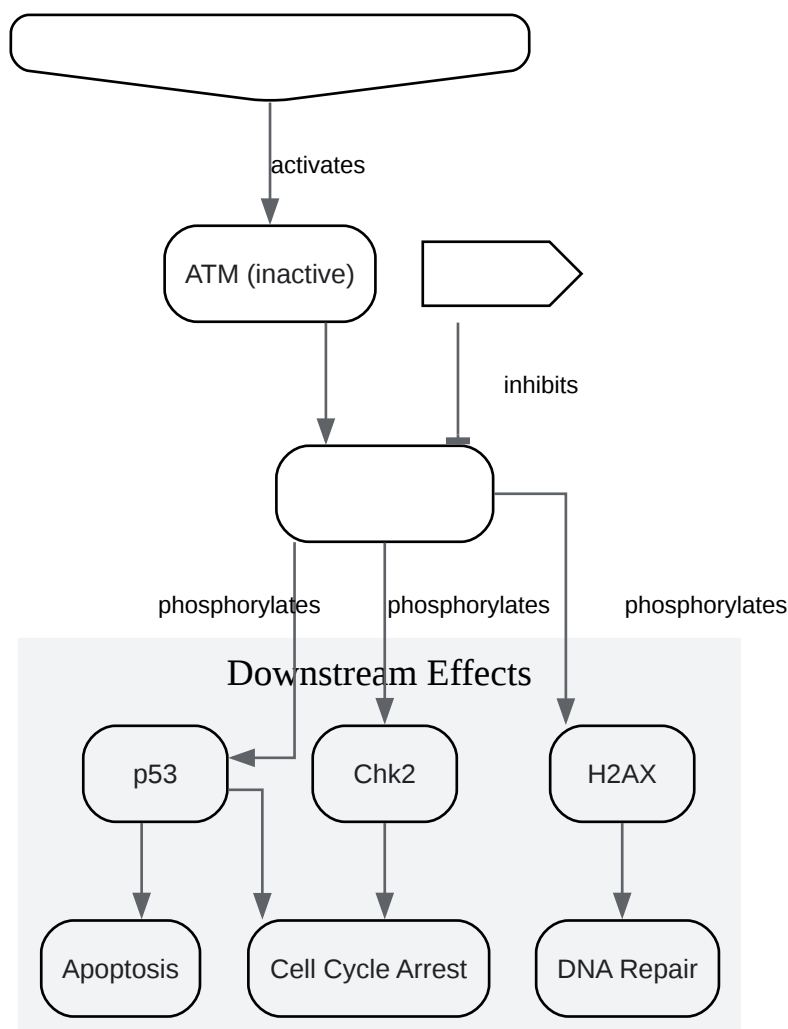 activates
ATM (inactive)
inhibits
phosphorylates
phosphorylates
phosphorylates
Downstream Effects
p53
Chk2
H2AX
Apoptosis
Cell Cycle Arrest
DNA Repair